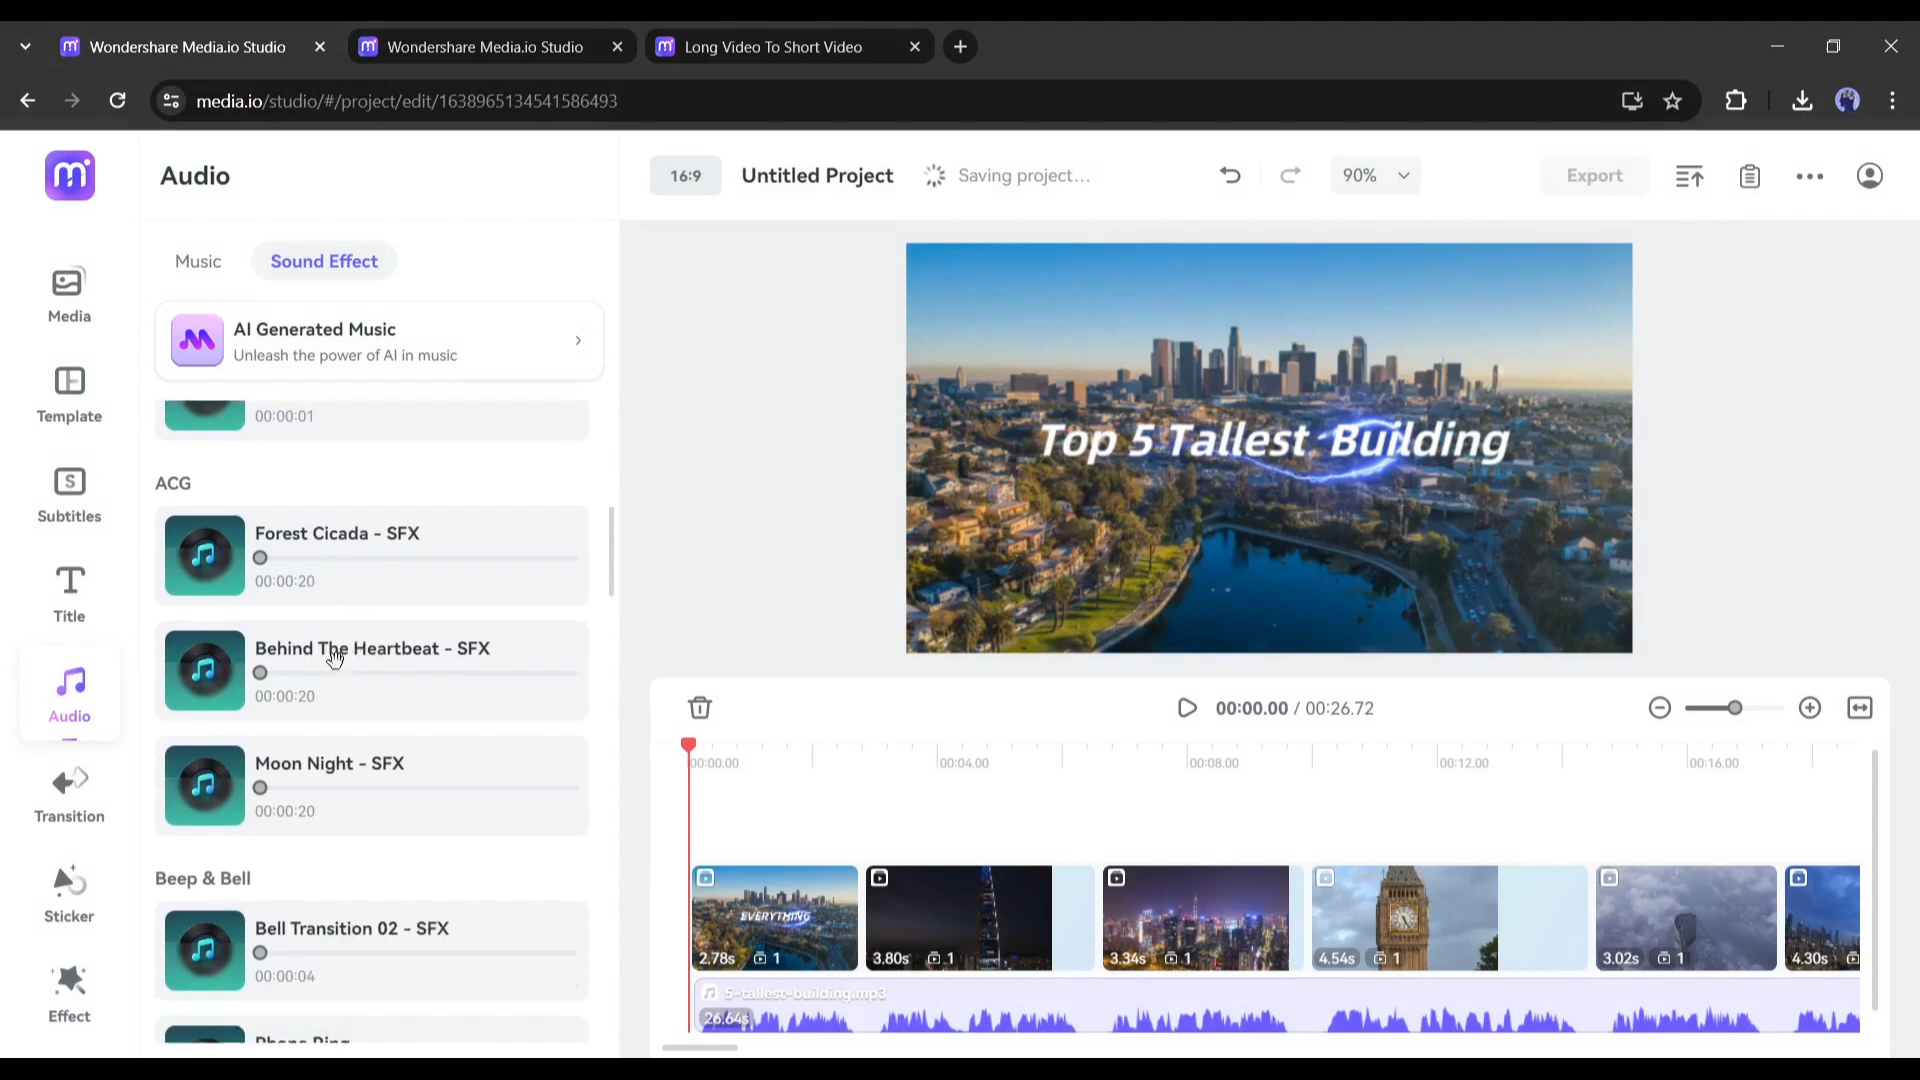 Wondershare Media.io Studio
Wondershare Media.io Studio
Long Video To Short Video
media.io/studio/#/project/edit/1638965134541586493
Audio
16:9
Untitled Project
Saving project...
90%
Export
Media
Template
Subtitles
Title
Audio
Transition
Sticker
Effect
Music
Sound Effect
AI Generated Music
Unleash the power of AI in music
00:00:01
ACG
Forest Cicada - SFX
00:00:20
Behind The Heartbeat - SFX
00:00:20
Moon Night - SFX
00:00:20
Beep & Bell
Bell Transition 02 - SFX
00:00:04
Phone Ring
Top 5 Tallest Building
00:00.00 / 00:26.72
00:00.00
00:04.00
00:08.00
00:12.00
00:16.00
EVERYTHING
2.78s 1
3.80s 1
3.34s 1
4.54s 1
3.02s 1
4.30s
5-tallest-building.mp3
26.64s